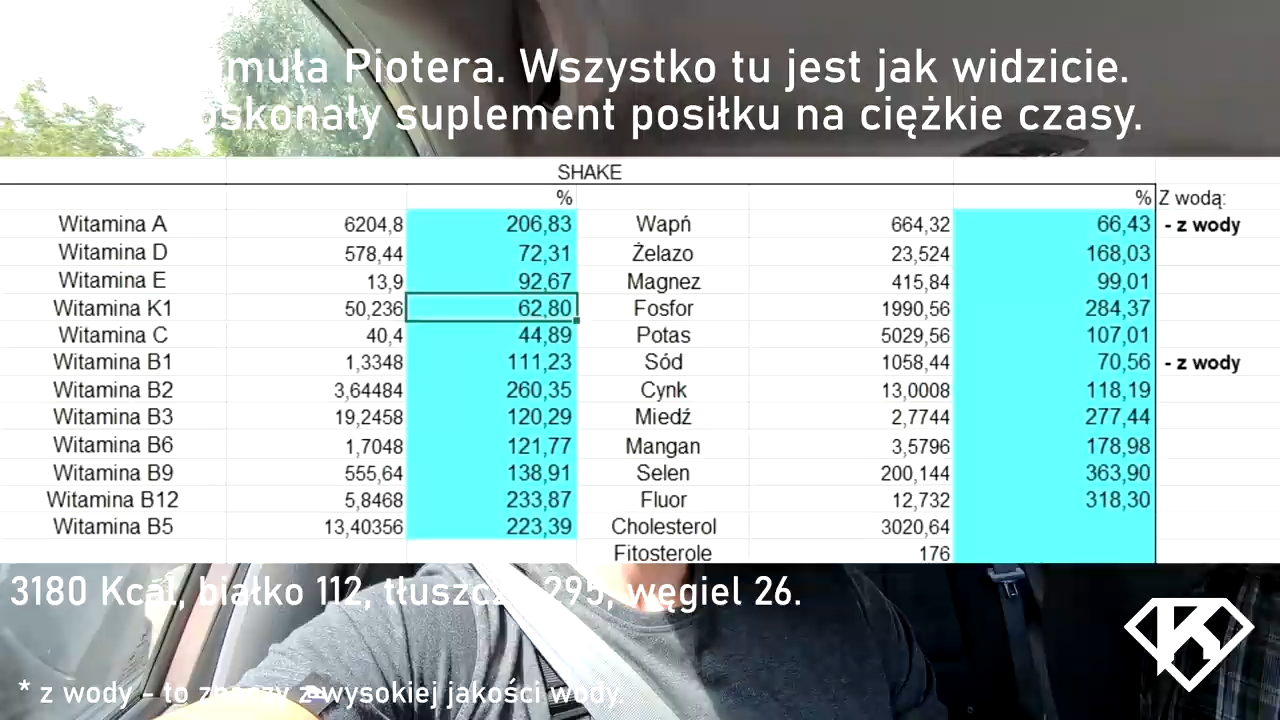 muła Piotera. Wszystko tu jest jak widzicie.
oskonały suplement posiłku na ciężkie czasy.
SHAKE
% % Z wodą:
Witamina A 6204,8 206,83 Wapń 664,32 66,43 - z wody
Witamina D 578,44 72,31 Żelazo 23,524 168,03
Witamina E 13,9 92,67 Magnez 415,84 99,01
Witamina K1 50,236 62,80 Fosfor 1990,56 284,37
Witamina C 40,4 44,89 Potas 5029,56 107,01
Witamina B1 1,3348 111,23 Sód 1058,44 70,56 - z wody
Witamina B2 3,64484 260,35 Cynk 13,0008 118,19
Witamina B3 19,2458 120,29 Miedź 2,7744 277,44
Witamina B6 1,7048 121,77 Mangan 3,5796 178,98
Witamina B9 555,64 138,91 Selen 200,144 363,90
Witamina B12 5,8468 233,87 Fluor 12,732 318,30
Witamina B5 13,40356 223,39 Cholesterol 3020,64
Fitosterole 176
3180 Kcal, białko 112, tłuszcze 295, węgiel 26.
K
* z wody - to znaczy z wysokiej jakości wody.